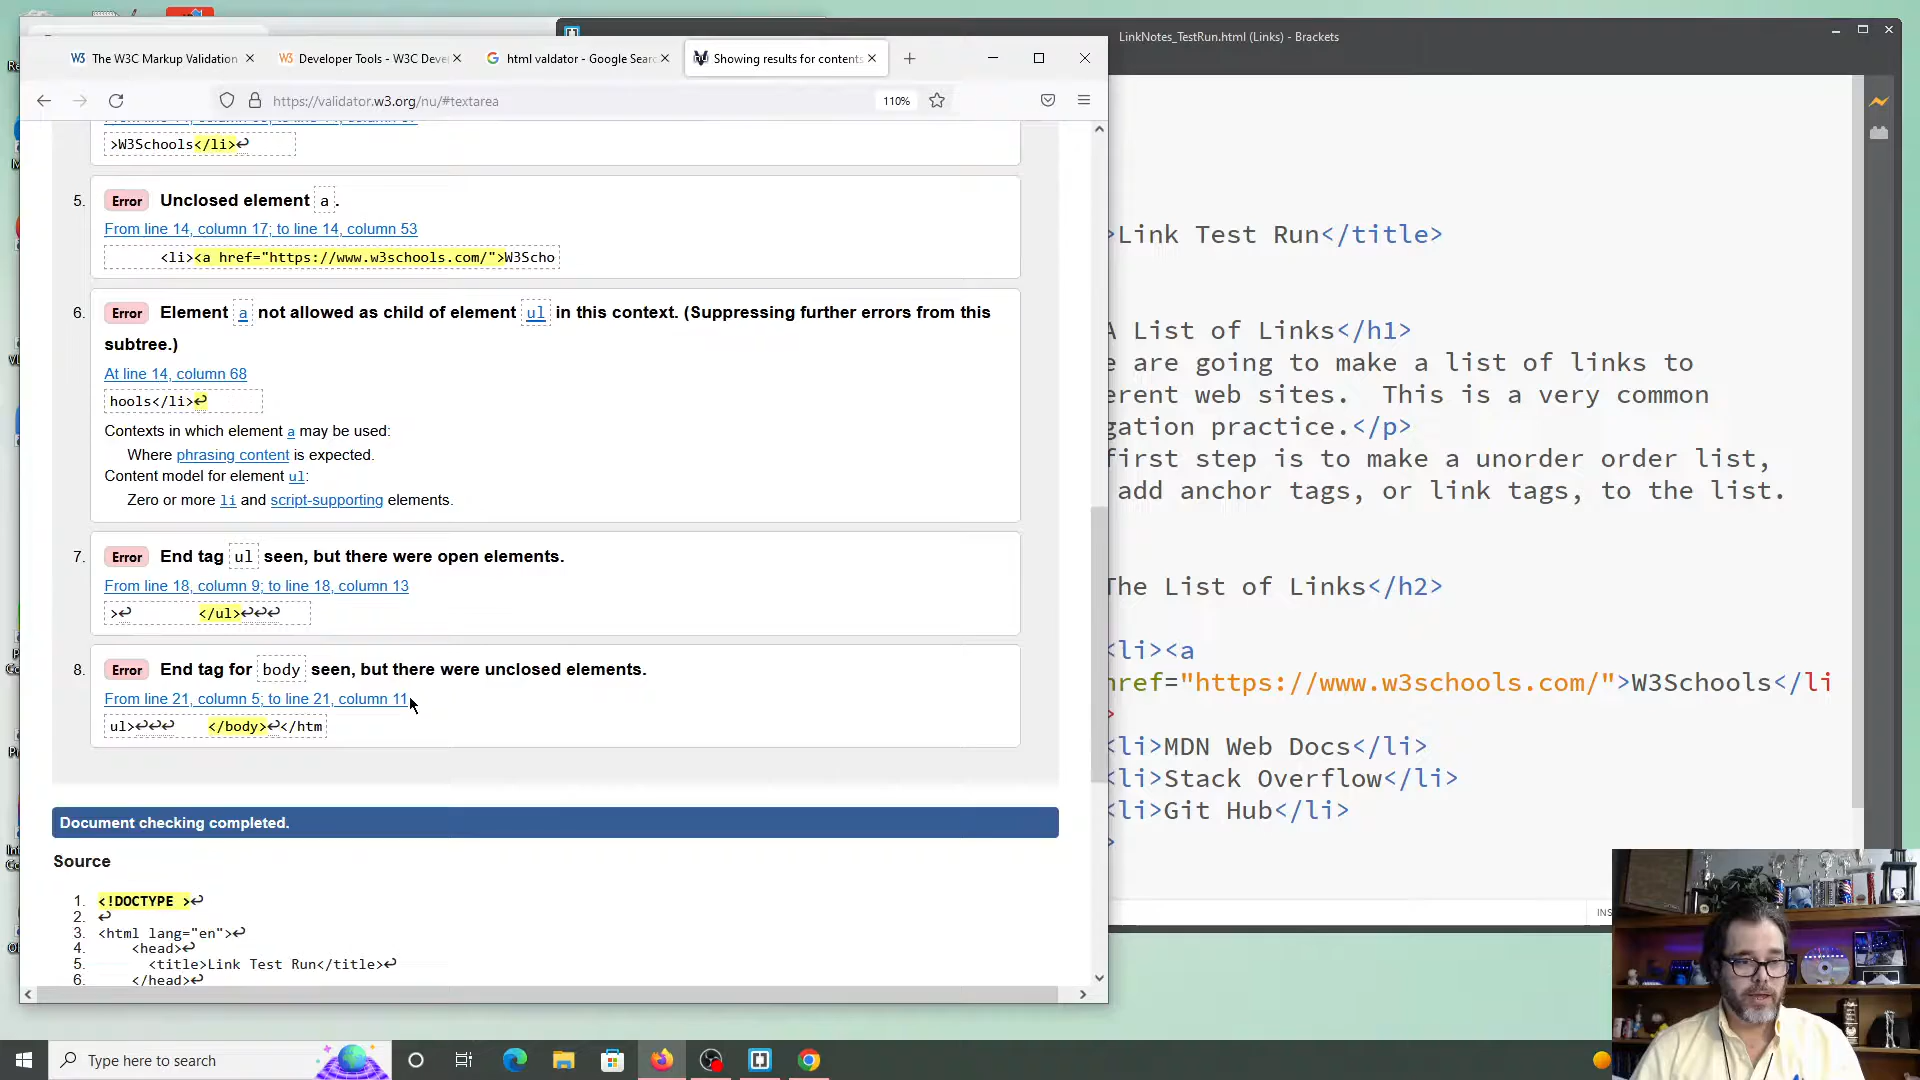 LinkNotes_TestRun.html (Links) - Brackets
The W3C Markup Validation
Developer Tools - W3C Deve
html valdator - Google Searc
Showing results for contents
https://validator.w3.org/nu/#textarea
110%
>W3Schools</li>↩
5. Error Unclosed element a.
From line 14, column 17; to line 14, column 53
<li><a href="https://www.w3schools.com/">W3Scho
6. Error Element a not allowed as child of element ul in this context. (Suppressing further errors from this
subtree.)
At line 14, column 68
hools</li>↩
Contexts in which element a may be used:
Where phrasing content is expected.
Content model for element ul:
Zero or more li and script-supporting elements.
7. Error End tag ul seen, but there were open elements.
From line 18, column 9; to line 18, column 13
>↩ </ul>↩↩↩
8. Error End tag for body seen, but there were unclosed elements.
From line 21, column 5; to line 21, column 11
ul>↩↩↩ </body>↩</htm
Document checking completed.
Source
1. <!DOCTYPE >↩
2. ↩
3. <html lang="en">↩
4. <head>↩
5. <title>Link Test Run</title>↩
6. </head>↩
>Link Test Run</title>
A List of Links</h1>
e are going to make a list of links to
erent web sites. This is a very common
gation practice.</p>
first step is to make a unorder order list,
add anchor tags, or link tags, to the list.
The List of Links</h2>
<li><a
href="https://www.w3schools.com/">W3Schools</li
>
<li>MDN Web Docs</li>
<li>Stack Overflow</li>
<li>Git Hub</li>
>
INS
Type here to search